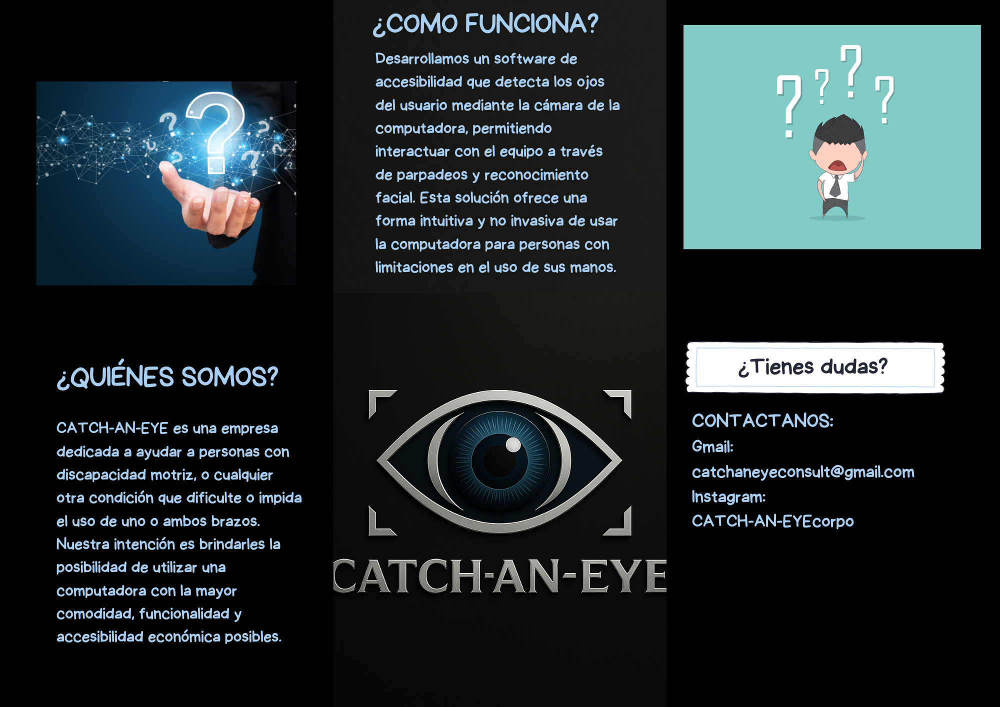 ¿QUIÉNES SOMOS?
CATCH-AN-EYE es una empresa
dedicada a ayudar a personas con
discapacidad motriz, o cualquier
otra condición que dificulte o impida
el uso de uno o ambos brazos.
Nuestra intención es brindarles la
posibilidad de utilizar una
computadora con la mayor
comodidad, funcionalidad y
accesibilidad económica posibles.
¿COMO FUNCIONA?
Desarrollamos un software de
accesibilidad que detecta los ojos
del usuario mediante la cámara de la
computadora, permitiendo
interactuar con el equipo a través
de parpadeos y reconocimiento
facial. Esta solución ofrece una
forma intuitiva y no invasiva de usar
la computadora para personas con
limitaciones en el uso de sus manos.
CATCH-AN-EYE
¿Tienes dudas?
CONTACTANOS:
Gmail:
catchaneyeconsult@gmail.com
Instagram:
CATCH-AN-EYEcorpo